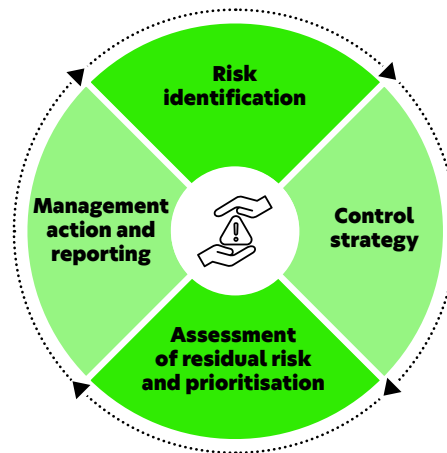 Risk
identification
Control
strategy
Assessment
of residual risk
and prioritisation
Management
action and
reporting